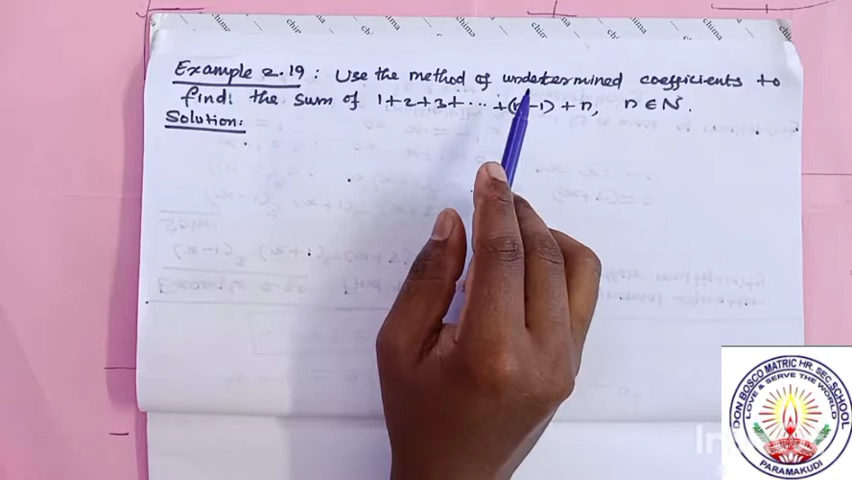 Example 2.19 : Use the method of undetermined coefficients to
find the sum of 1+2+3+...+(n-1)+n, n∈N.
Solution:
DON BOSCO MATRIC HR. SEC SCHOOL
LOVE & SERVE THE WORLD
PARAMAKUDI